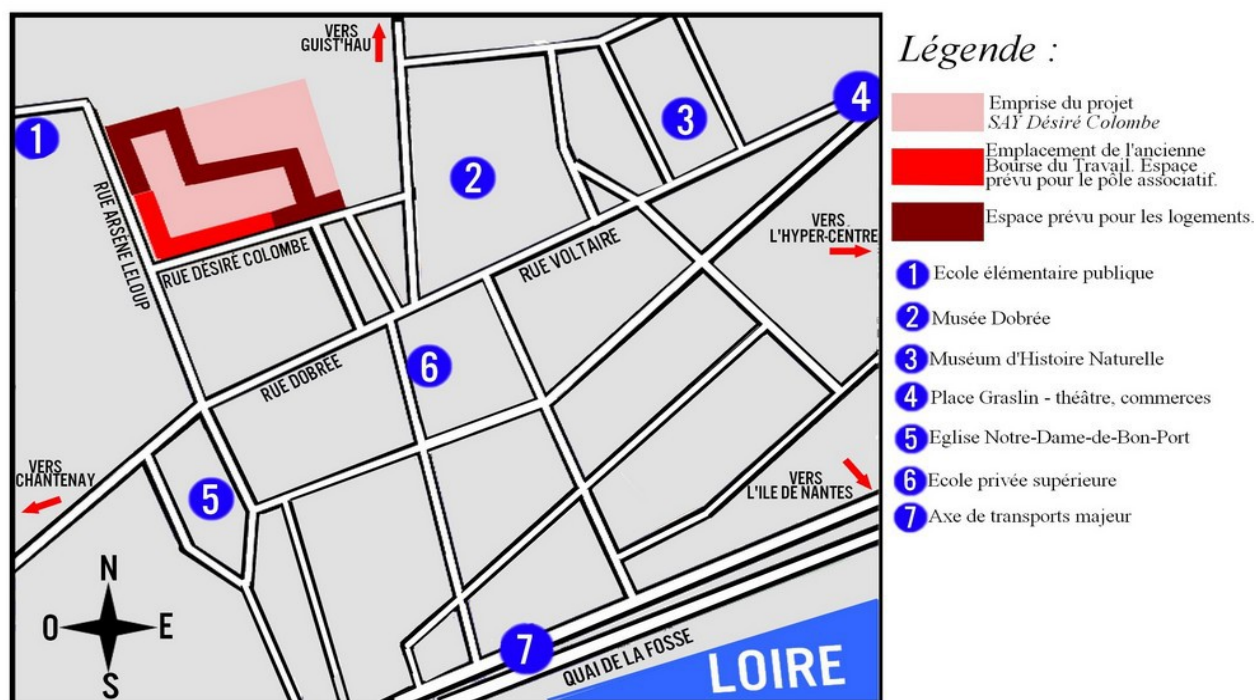 VERS
GUIST'HAU
1
2
3
4
RUE ARSÈNE LELOUP
RUE DÉSIRÉ COLOMBE
RUE VOLTAIRE
VERS
L'HYPER-CENTRE
RUE DOBRÉE
6
VERS
CHANTENAY
5
VERS
L'ILE DE NANTES
N
O E
S
7
QUAI DE LA FOSSE
LOIRE
Légende :
Emprise du projet
SAY Désiré Colombe
Emplacement de l'ancienne
Bourse du Travail. Espace
prévu pour le pôle associatif.
Espace prévu pour les logements.
1 Ecole élémentaire publique
2 Musée Dobrée
3 Muséum d'Histoire Naturelle
4 Place Graslin - théâtre, commerces
5 Eglise Notre-Dame-de-Bon-Port
6 Ecole privée supérieure
7 Axe de transports majeur